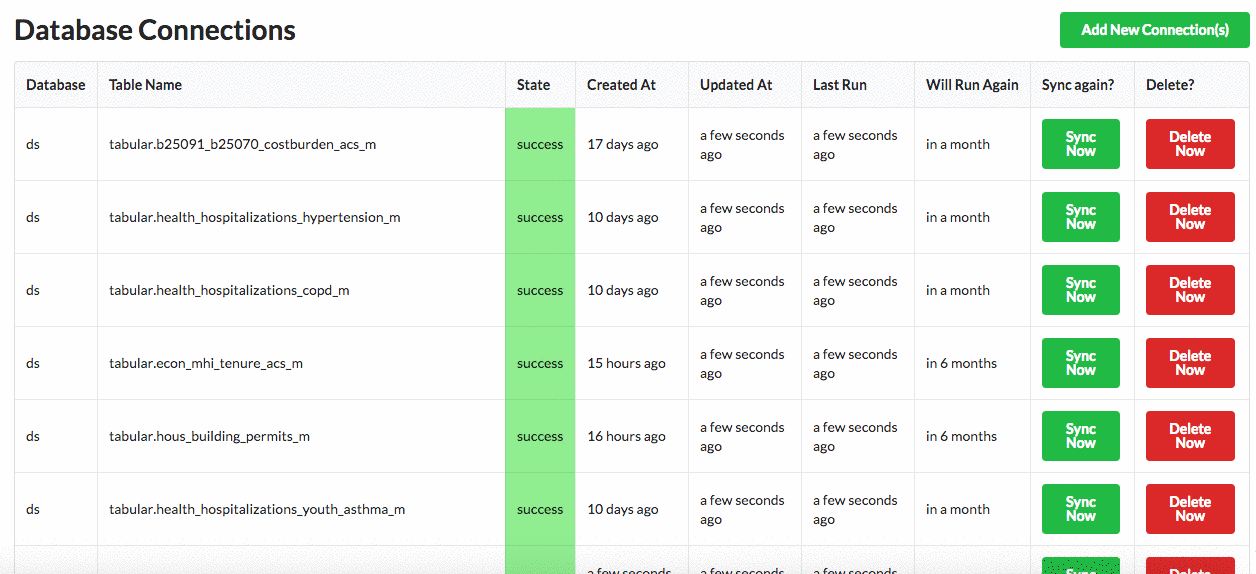 Database Connections
Add New Connection(s)
Database Table Name State Created At Updated At Last Run Will Run Again Sync again? Delete?
ds tabular.b25091_b25070_costburden_acs_m success 17 days ago a few seconds ago a few seconds ago in a month Sync Now Delete Now
ds tabular.health_hospitalizations_hypertension_m success 10 days ago a few seconds ago a few seconds ago in a month Sync Now Delete Now
ds tabular.health_hospitalizations_copd_m success 10 days ago a few seconds ago a few seconds ago in a month Sync Now Delete Now
ds tabular.econ_mhi_tenure_acs_m success 15 hours ago a few seconds ago a few seconds ago in 6 months Sync Now Delete Now
ds tabular.hous_building_permits_m success 16 hours ago a few seconds ago a few seconds ago in 6 months Sync Now Delete Now
ds tabular.health_hospitalizations_youth_asthma_m success 10 days ago a few seconds ago a few seconds ago in a month Sync Now Delete Now
a few seconds a few seconds a few seconds Sync Delete